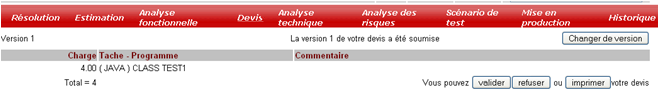 Résolution Estimation Analyse fonctionnelle Devis Analyse technique Analyse des risques Scénario de test Mise en production Historique
Version 1 La version 1 de votre devis a été soumise Changer de version
Charge Tache - Programme Commentaire
4.00 ( JAVA ) CLASS TEST1
Total = 4 Vous pouvez valider refuser ou imprimer votre devis